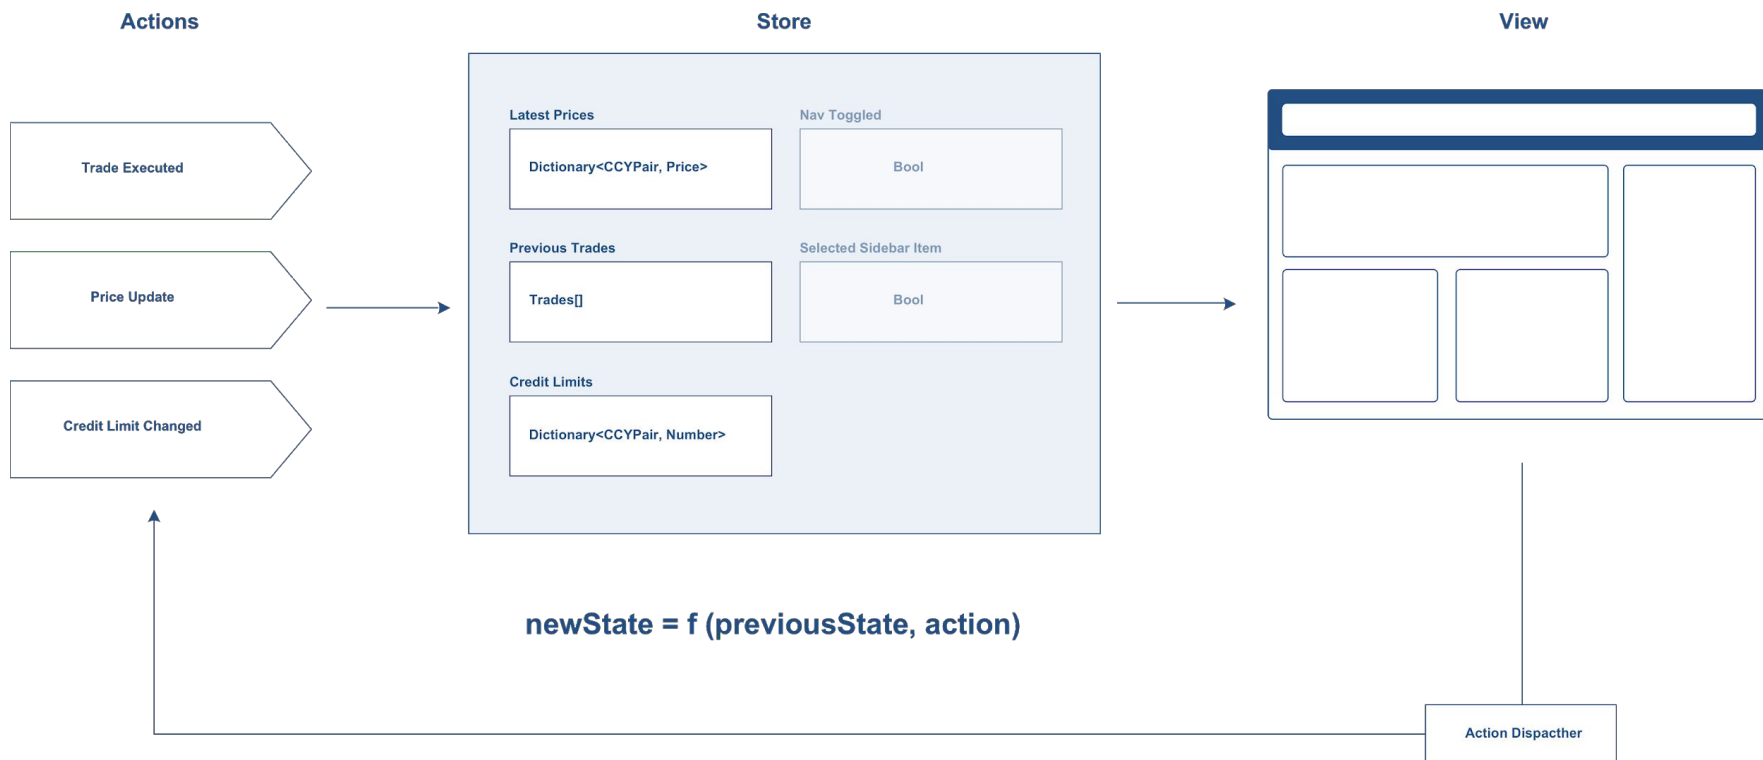 Actions
Store
View
Trade Executed
Price Update
Credit Limit Changed
Latest Prices
Dictionary<CCYPair, Price>
Nav Toggled
Bool
Previous Trades
Trades[]
Selected Sidebar Item
Bool
Credit Limits
Dictionary<CCYPair, Number>
newState = f (previousState, action)
Action Dispacther